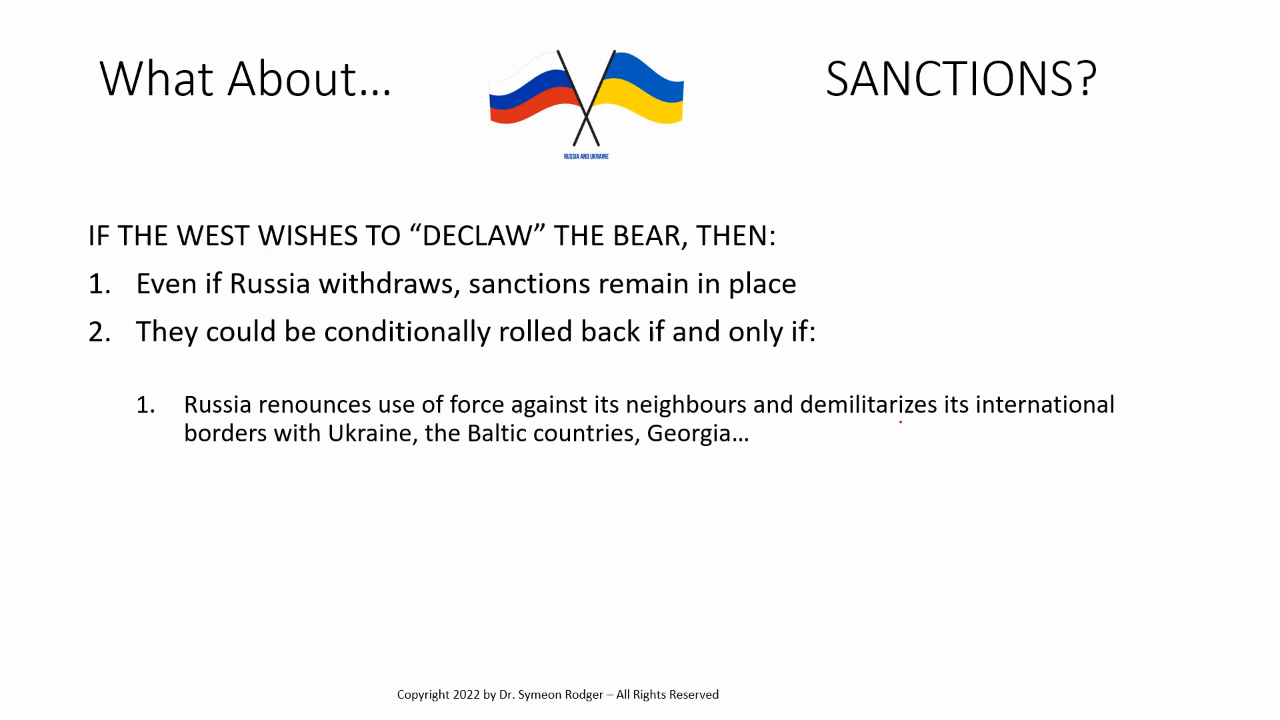 What About... SANCTIONS?
RUSSIA AND UKRAINE
IF THE WEST WISHES TO “DECLAW” THE BEAR, THEN:
1. Even if Russia withdraws, sanctions remain in place
2. They could be conditionally rolled back if and only if:
1. Russia renounces use of force against its neighbours and demilitarizes its international
borders with Ukraine, the Baltic countries, Georgia…
Copyright 2022 by Dr. Symeon Rodger – All Rights Reserved